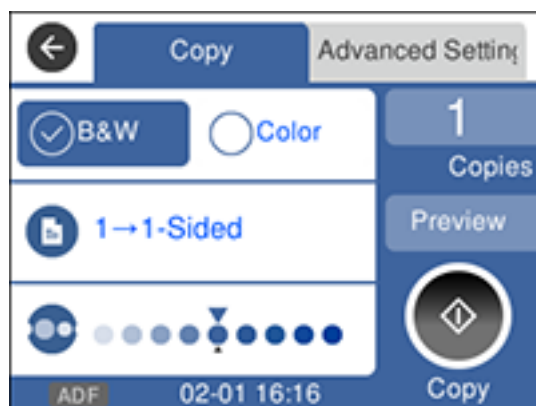 Copy
Advanced Setting
B&W
Color
1
Copies
1→1-Sided
Preview
ADF
02-01 16:16
Copy